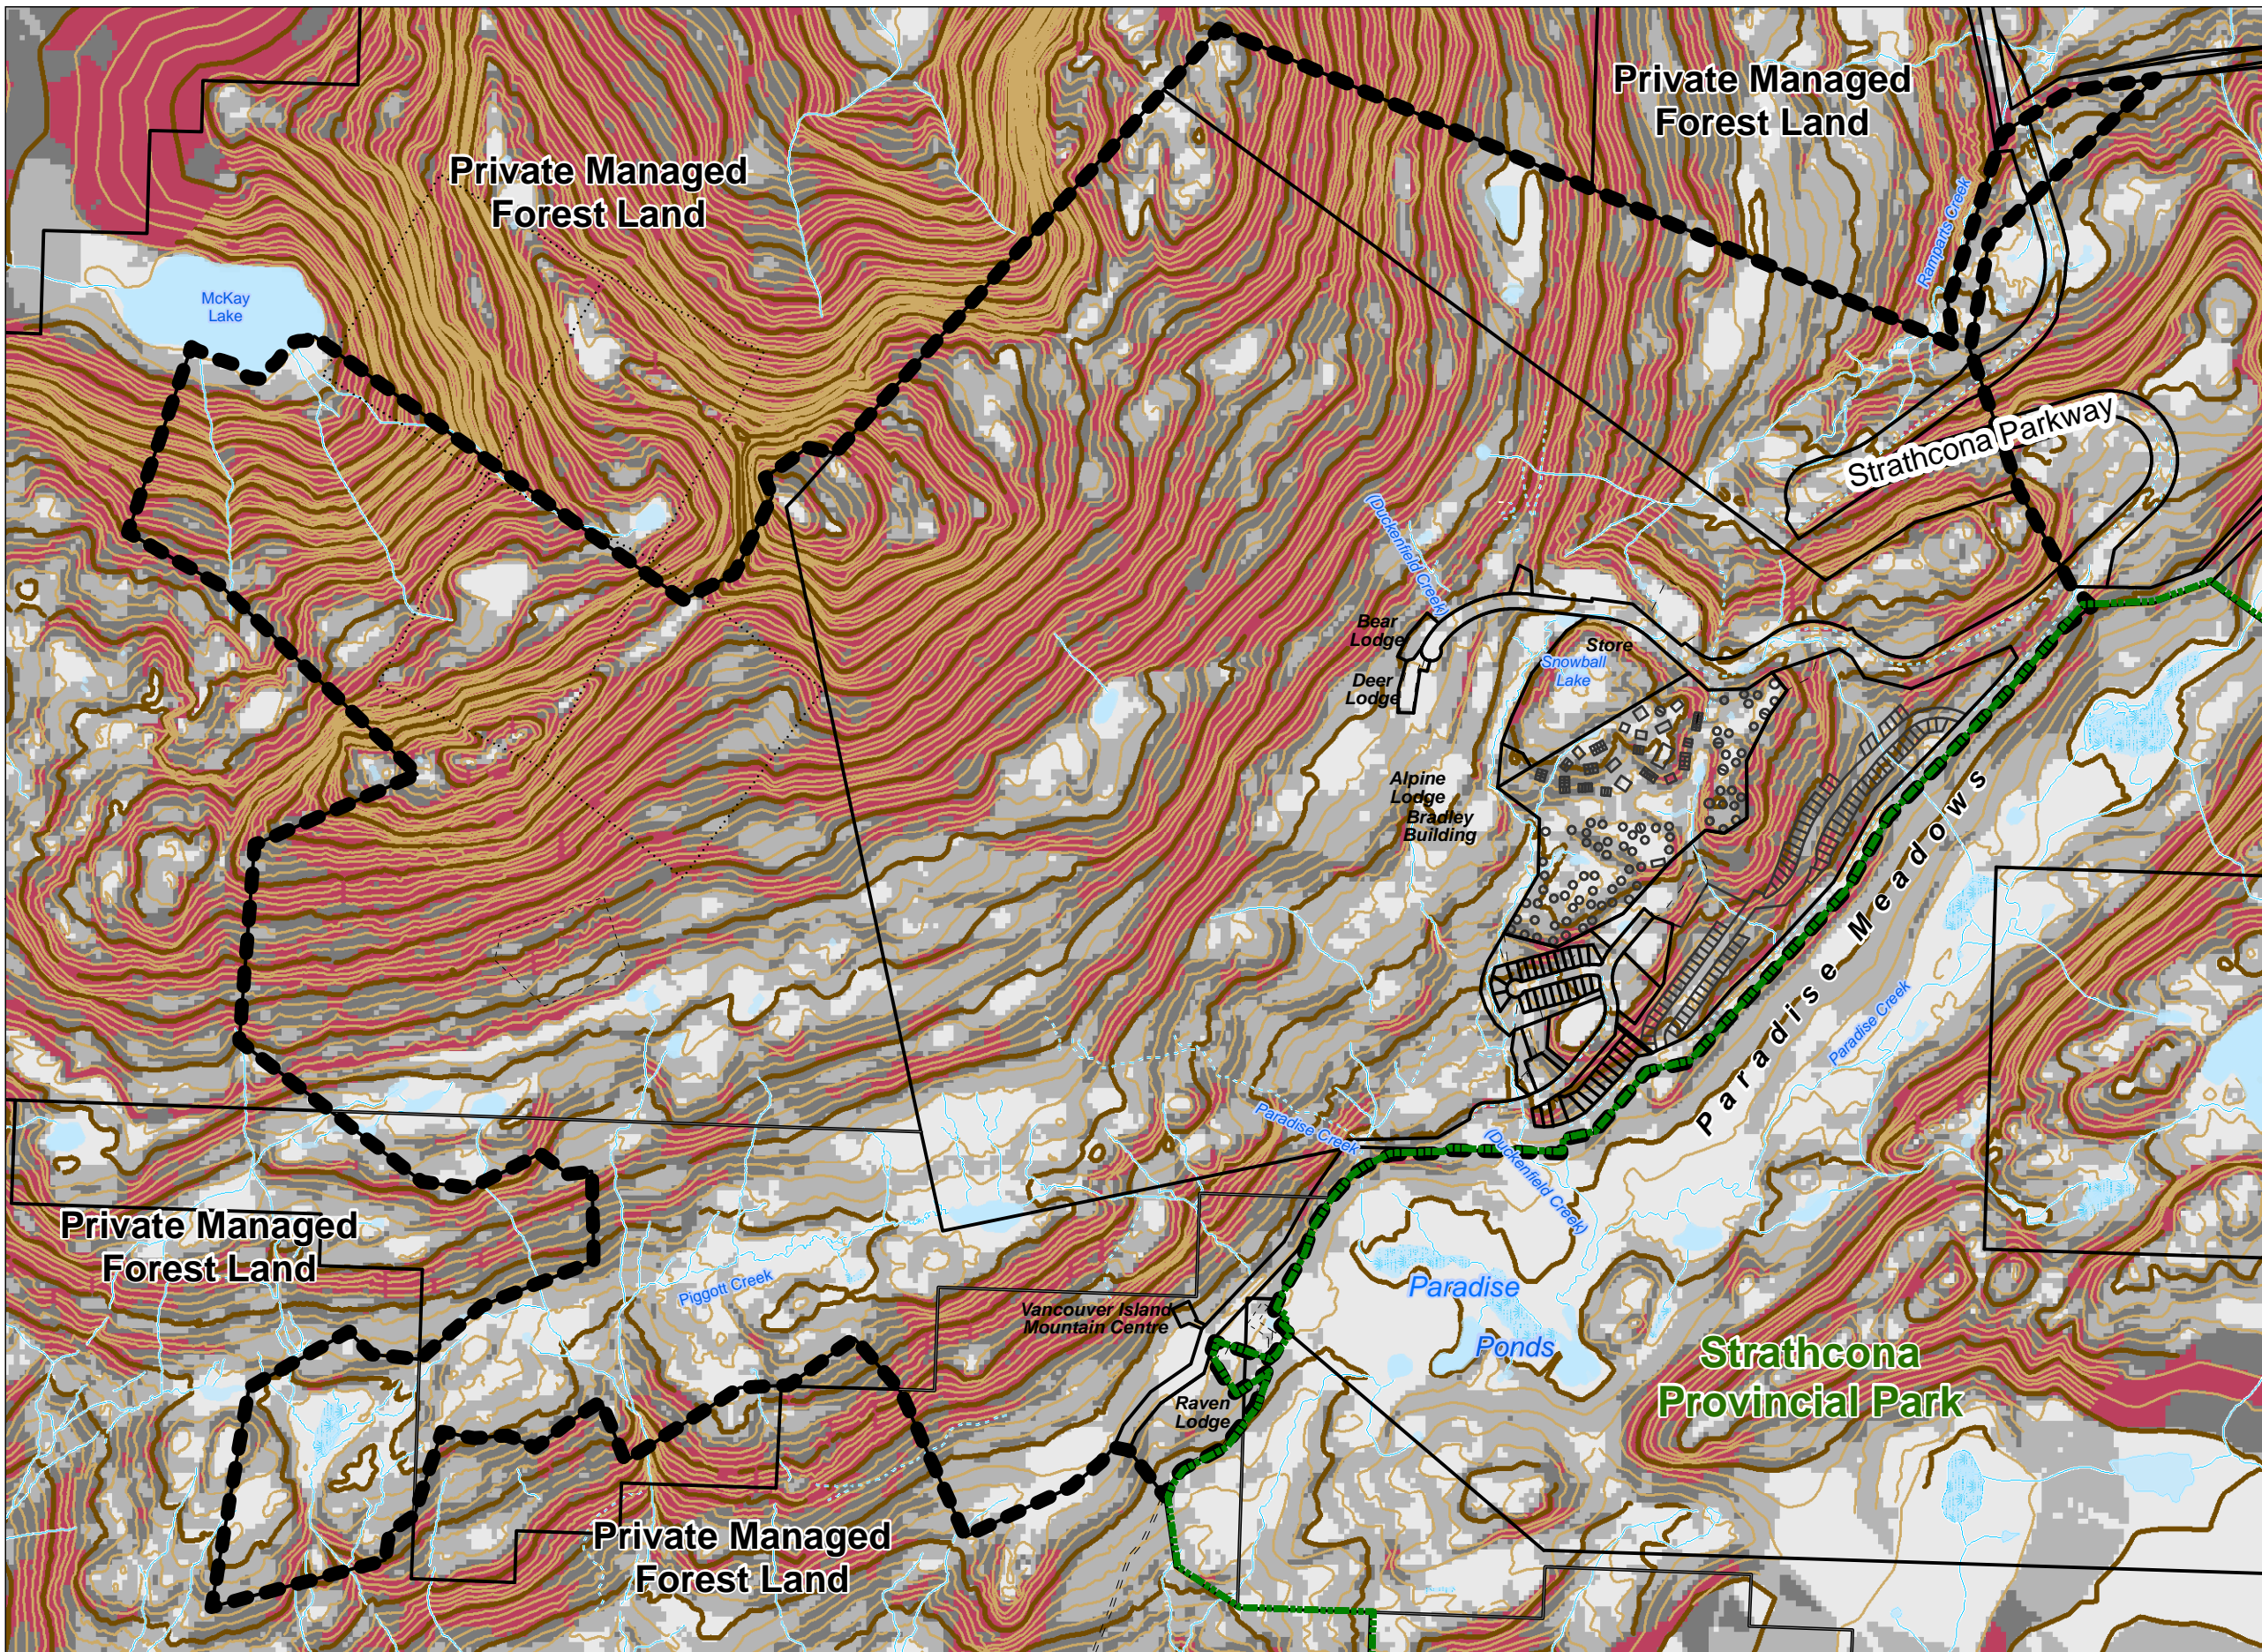 Private Managed
Forest Land
Private Managed
Forest Land
Ramparts Creek
McKay
Lake
Strathcona Parkway
(Duckenfield Creek)
Bear
Lodge
Store
Snowball
Lake
Deer
Lodge
Alpine
Lodge
Bradley
Building
Paradise Meadows
Paradise Creek
Paradise Creek
(Duckenfield Creek)
Private Managed
Forest Land
Piggott Creek
Vancouver Island
Mountain Centre
Paradise
Ponds
Strathcona
Provincial Park
Raven
Lodge
Private Managed
Forest Land